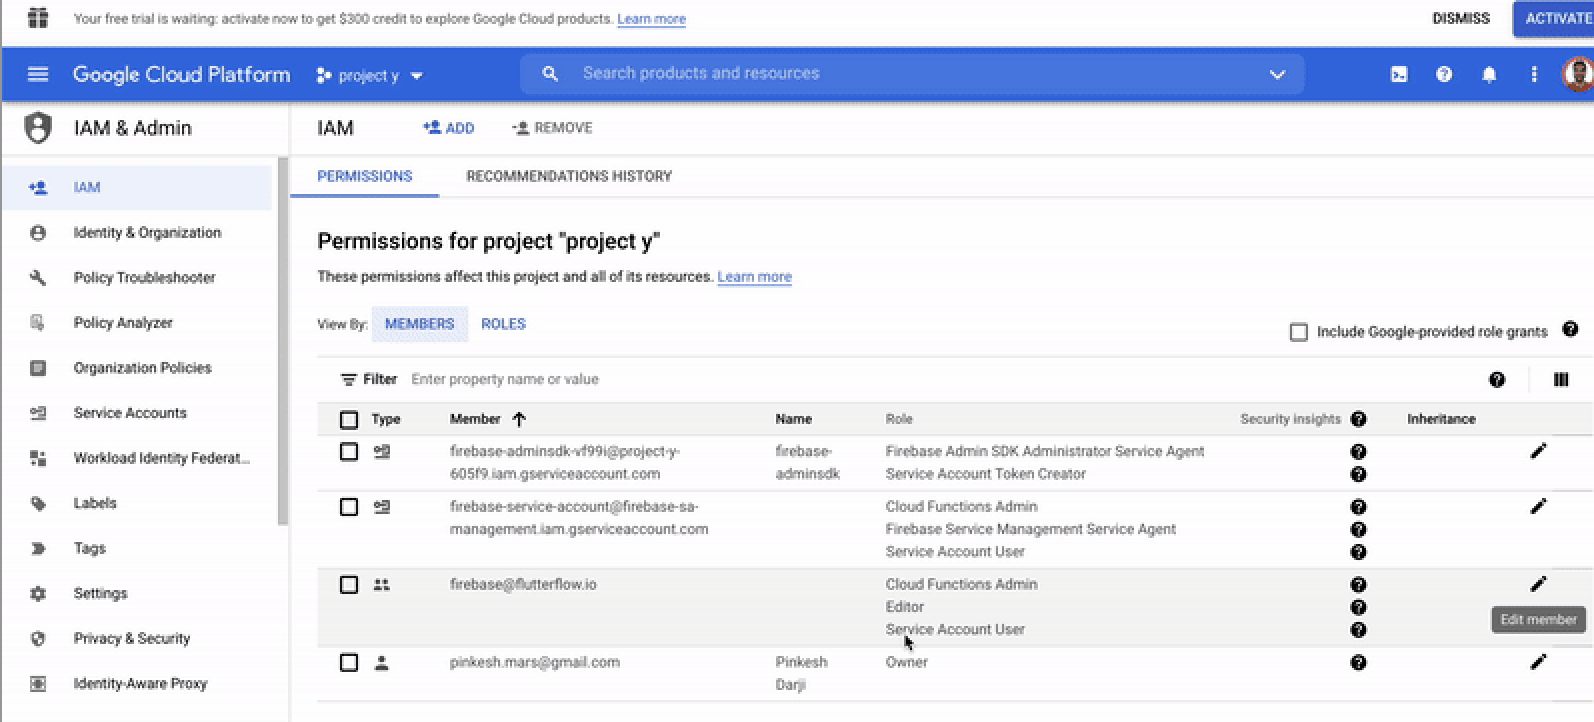 Your free trial is waiting: activate now to get $300 credit to explore Google Cloud products. Learn more
DISMISS
ACTIVATE
Google Cloud Platform
project y
Search products and resources
IAM & Admin
IAM
ADD
REMOVE
PERMISSIONS
RECOMMENDATIONS HISTORY
IAM
Identity & Organization
Policy Troubleshooter
Policy Analyzer
Organization Policies
Service Accounts
Workload Identity Federat...
Labels
Tags
Settings
Privacy & Security
Identity-Aware Proxy
Permissions for project "project y"
These permissions affect this project and all of its resources. Learn more
View By: MEMBERS ROLES
Include Google-provided role grants
Filter Enter property name or value
Type Member Name Role Security insights Inheritance
firebase-adminsdk-vf99i@project-y-
605f9.iam.gserviceaccount.com
firebase-
adminsdk
Firebase Admin SDK Administrator Service Agent
Service Account Token Creator
firebase-service-account@firebase-sa-
management.iam.gserviceaccount.com
Cloud Functions Admin
Firebase Service Management Service Agent
Service Account User
firebase@flutterflow.io
Cloud Functions Admin
Editor
Service Account User
Edit member
pinkesh.mars@gmail.com
Pinkesh
Darji
Owner